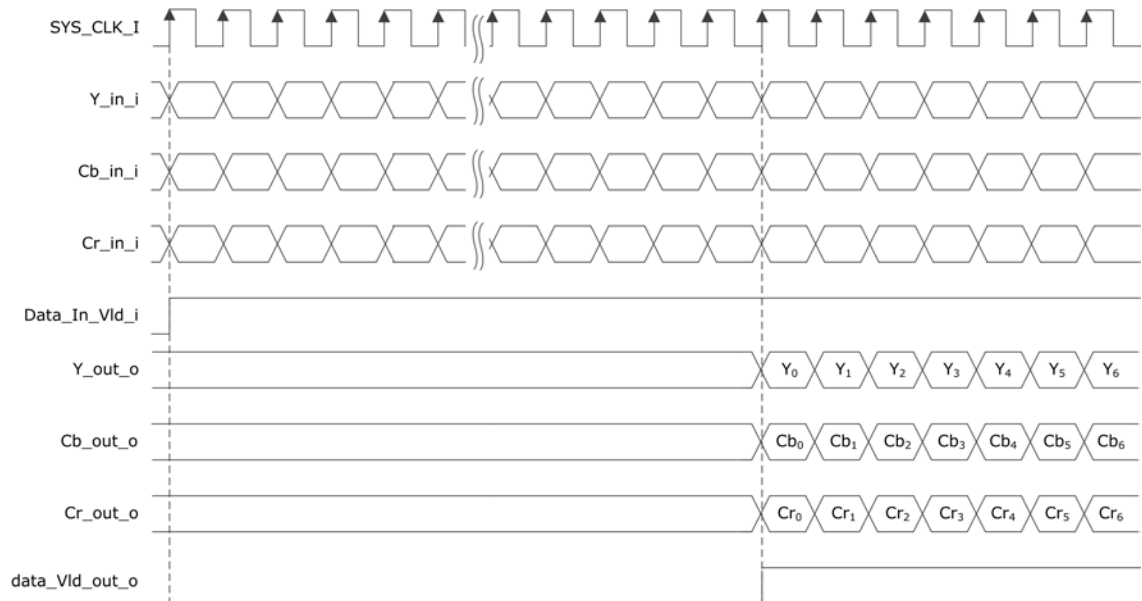 SYS_CLK_I
Y_in_i
Cb_in_i
Cr_in_i
Data_In_Vld_i
Y_out_o Y₀ Y₁ Y₂ Y₃ Y₄ Y₅ Y₆
Cb_out_o Cb₀ Cb₁ Cb₂ Cb₃ Cb₄ Cb₅ Cb₆
Cr_out_o Cr₀ Cr₁ Cr₂ Cr₃ Cr₄ Cr₅ Cr₆
data_Vld_out_o